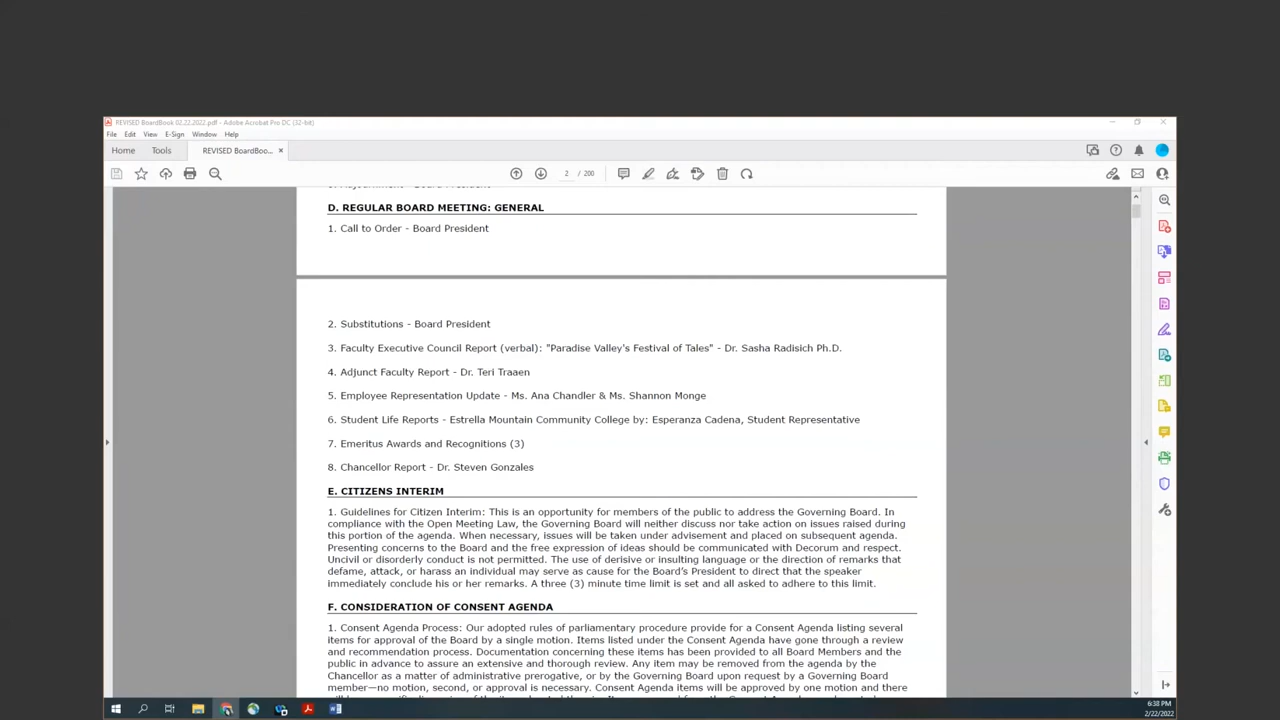 REVISED BoardBook 02.22.2022.pdf - Adobe Acrobat Pro DC (32-bit)
File Edit View E-Sign Window Help
Home Tools REVISED BoardBoo... ×
2 / 200
D. REGULAR BOARD MEETING: GENERAL
1. Call to Order - Board President
2. Substitutions - Board President
3. Faculty Executive Council Report (verbal): "Paradise Valley's Festival of Tales" - Dr. Sasha Radisich Ph.D.
4. Adjunct Faculty Report - Dr. Teri Traaen
5. Employee Representation Update - Ms. Ana Chandler & Ms. Shannon Monge
6. Student Life Reports - Estrella Mountain Community College by: Esperanza Cadena, Student Representative
7. Emeritus Awards and Recognitions (3)
8. Chancellor Report - Dr. Steven Gonzales
E. CITIZENS INTERIM
1. Guidelines for Citizen Interim: This is an opportunity for members of the public to address the Governing Board. In
compliance with the Open Meeting Law, the Governing Board will neither discuss nor take action on issues raised during
this portion of the agenda. When necessary, issues will be taken under advisement and placed on subsequent agenda.
Presenting concerns to the Board and the free expression of ideas should be communicated with Decorum and respect.
Uncivil or disorderly conduct is not permitted. The use of derisive or insulting language or the direction of remarks that
defame, attack, or harass an individual may serve as cause for the Board's President to direct that the speaker
immediately conclude his or her remarks. A three (3) minute time limit is set and all asked to adhere to this limit.
F. CONSIDERATION OF CONSENT AGENDA
1. Consent Agenda Process: Our adopted rules of parliamentary procedure provide for a Consent Agenda listing several
items for approval of the Board by a single motion. Items listed under the Consent Agenda have gone through a review
and recommendation process. Documentation concerning these items has been provided to all Board Members and the
public in advance to assure an extensive and thorough review. Any item may be removed from the agenda by the
Chancellor as a matter of administrative prerogative, or by the Governing Board upon request by a Governing Board
member—no motion, second, or approval is necessary. Consent Agenda items will be approved by one motion and there
6:38 PM
2/22/2022